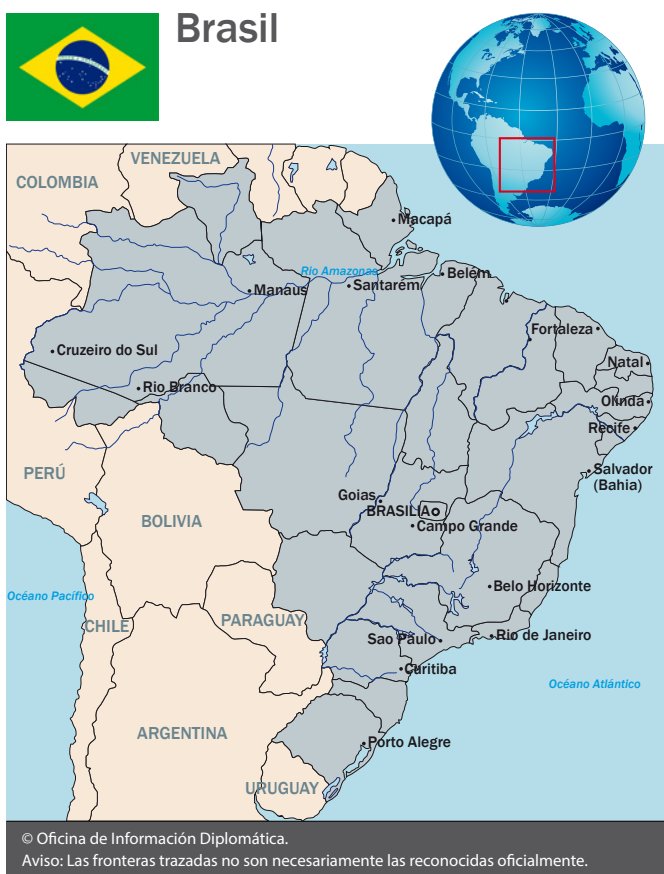 Brasil
VENEZUELA
COLOMBIA
Macapá
Rio Amazonas
Belém
Manaus
Santarém
Fortaleza
Cruzeiro do Sul
Natal
Rio Branco
Olinda
Recife
PERÚ
Salvador
(Bahia)
Goias
BRASILIA
BOLIVIA
Campo Grande
Belo Horizonte
Océano Pacífico
CHILE
PARAGUAY
Sao Paulo
Rio de Janeiro
Curitiba
Océano Atlántico
ARGENTINA
Porto Alegre
URUGUAY
© Oficina de Información Diplomática.
Aviso: Las fronteras trazadas no son necesariamente las reconocidas oficialmente.